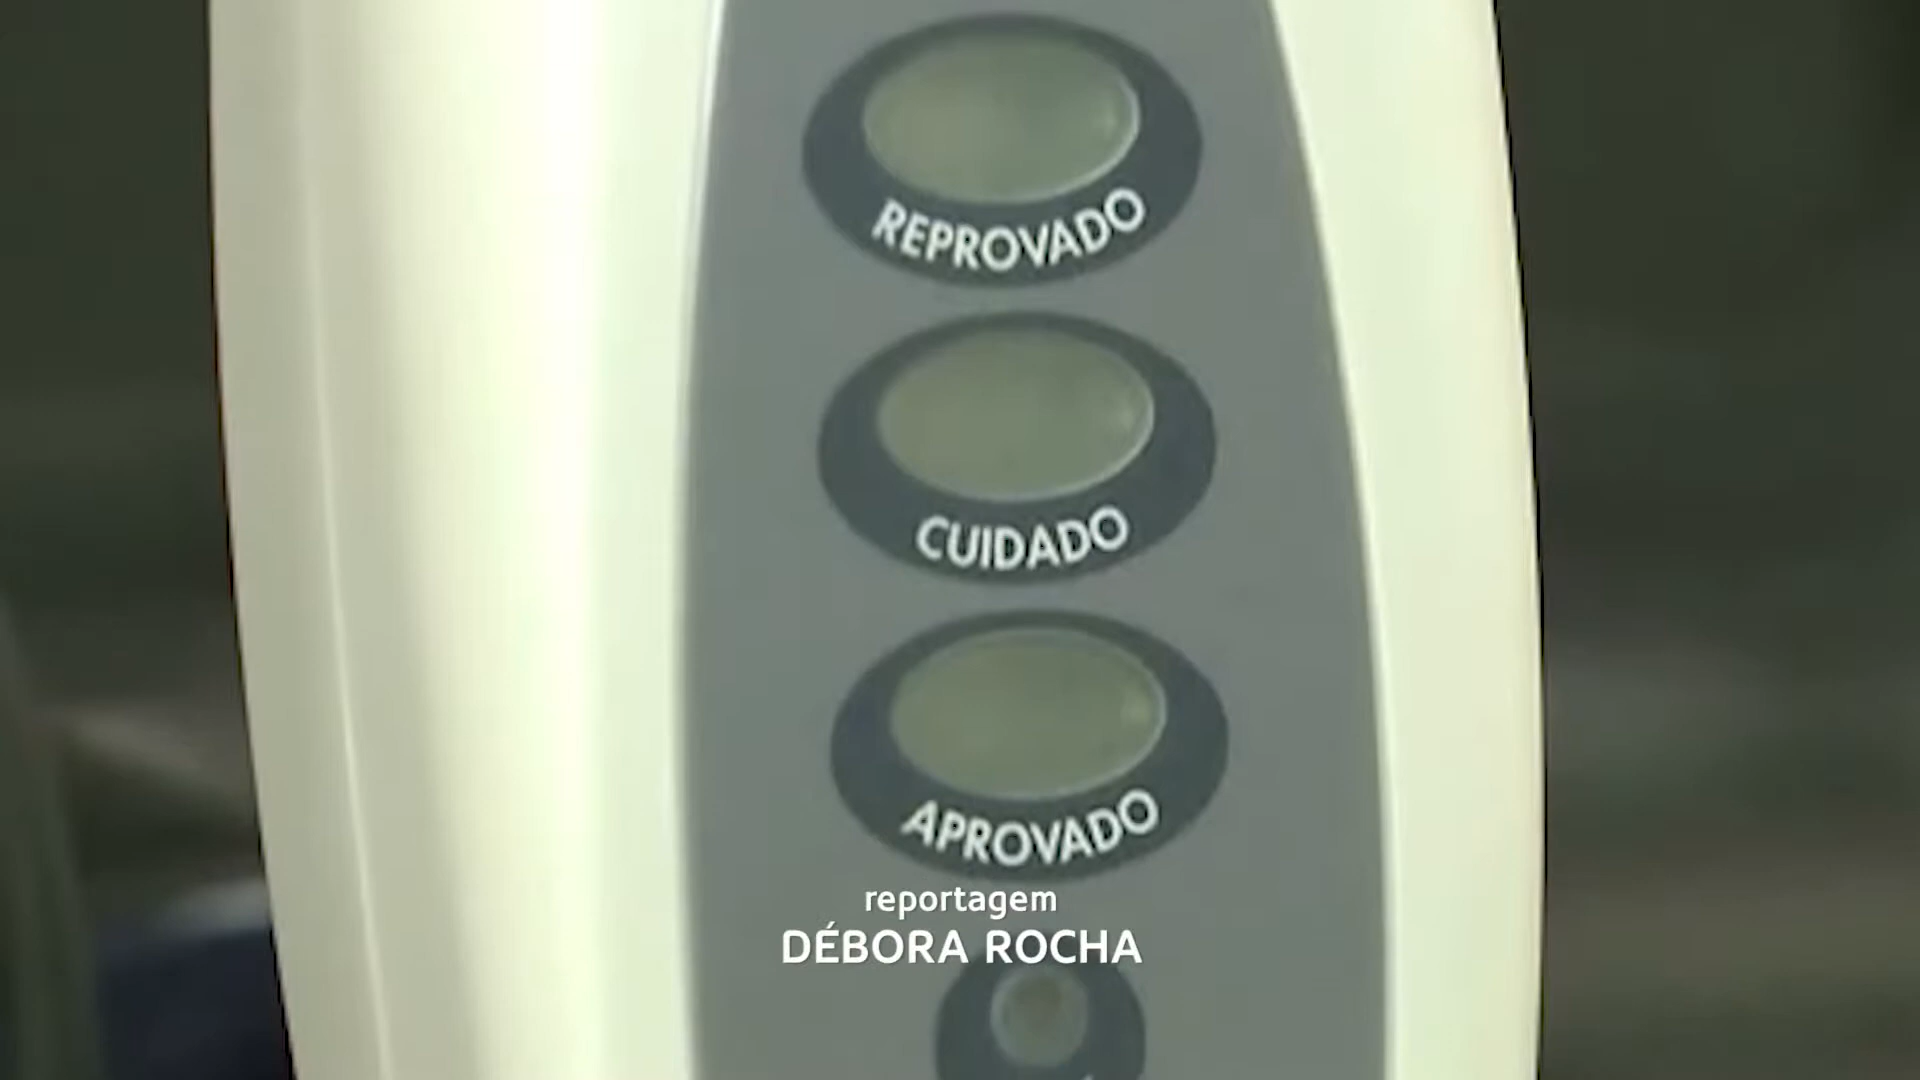 REPROVADO
CUIDADO
APROVADO
reportagem
DÉBORA ROCHA